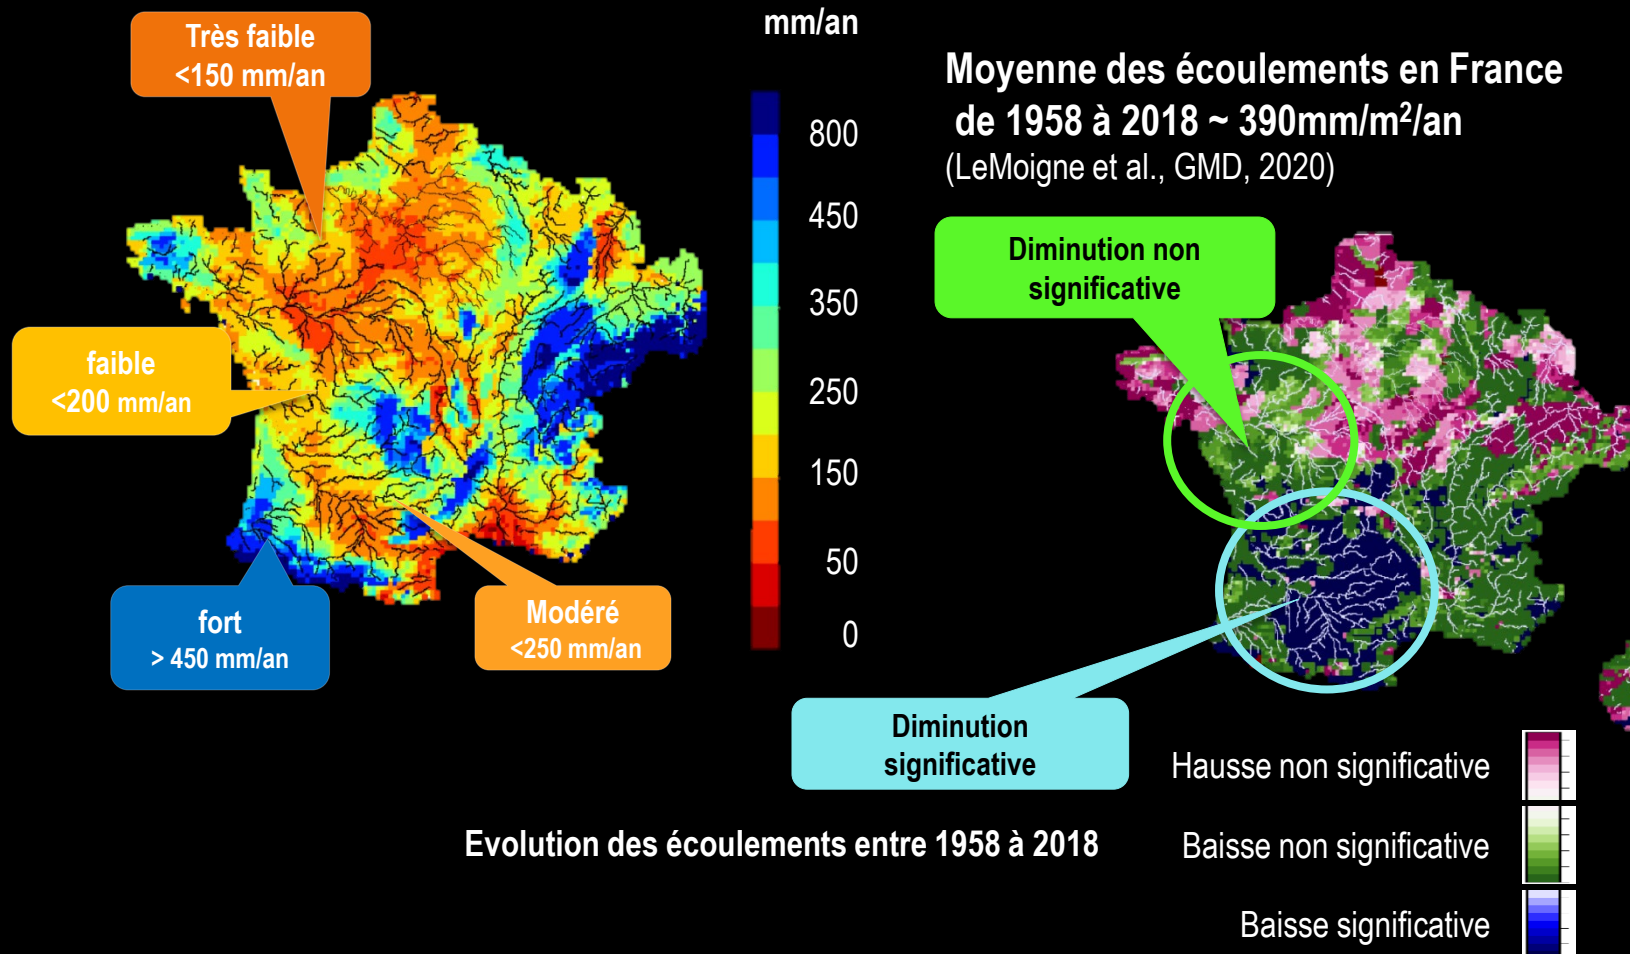 Très faible
<150 mm/an
mm/an
Moyenne des écoulements en France
de 1958 à 2018 ~ 390mm/m²/an
(LeMoigne et al., GMD, 2020)
800
450
350
250
150
50
0
Diminution non
significative
faible
<200 mm/an
fort
> 450 mm/an
Modéré
<250 mm/an
Diminution
significative
Hausse non significative
Evolution des écoulements entre 1958 à 2018
Baisse non significative
Baisse significative